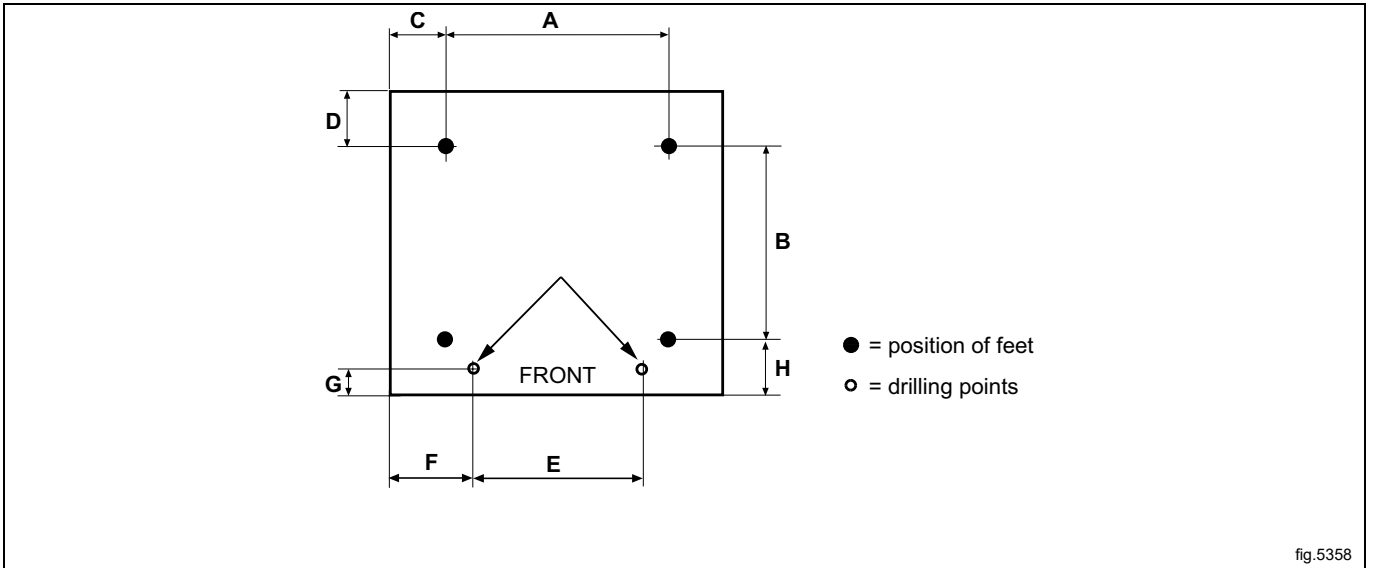 C A
D
B
= position of feet
H
FRONT
G
= drilling points
F E
fig.5358